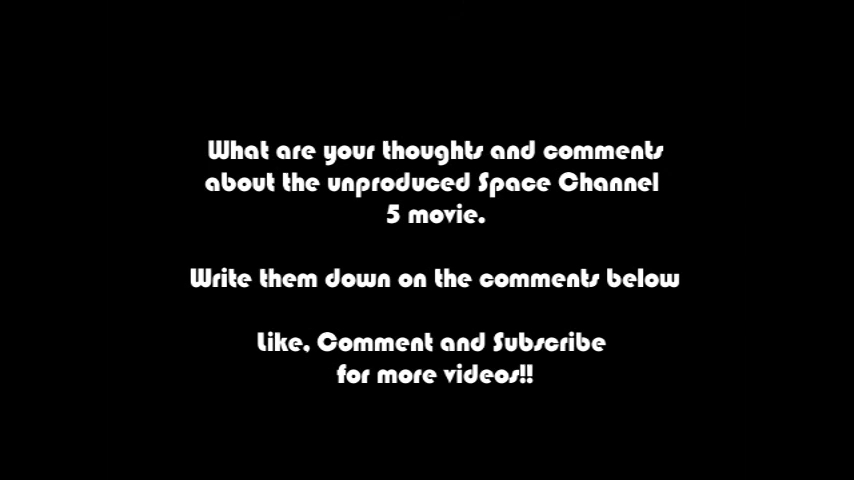 What are your thoughts and comments
about the unproduced Space Channel
5 movie.
Write them down on the comments below
Like, Comment and Subscribe
for more videos!!